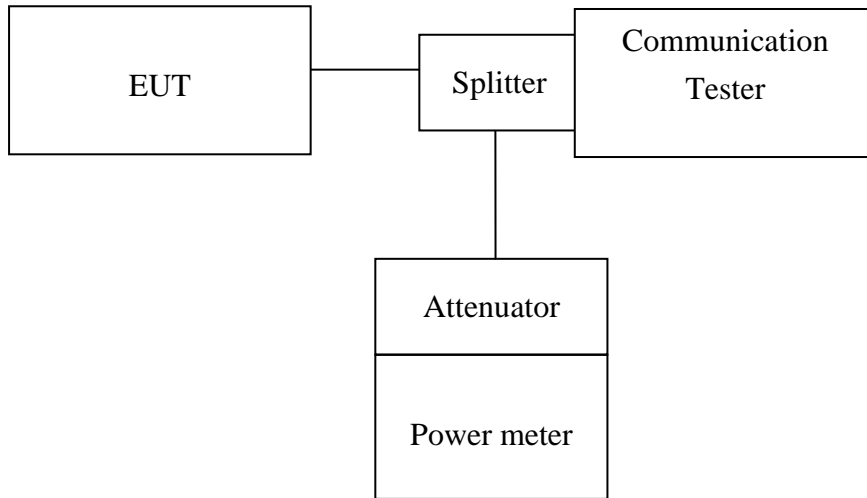 EUT
Splitter
Communication
Tester
Attenuator
Power meter